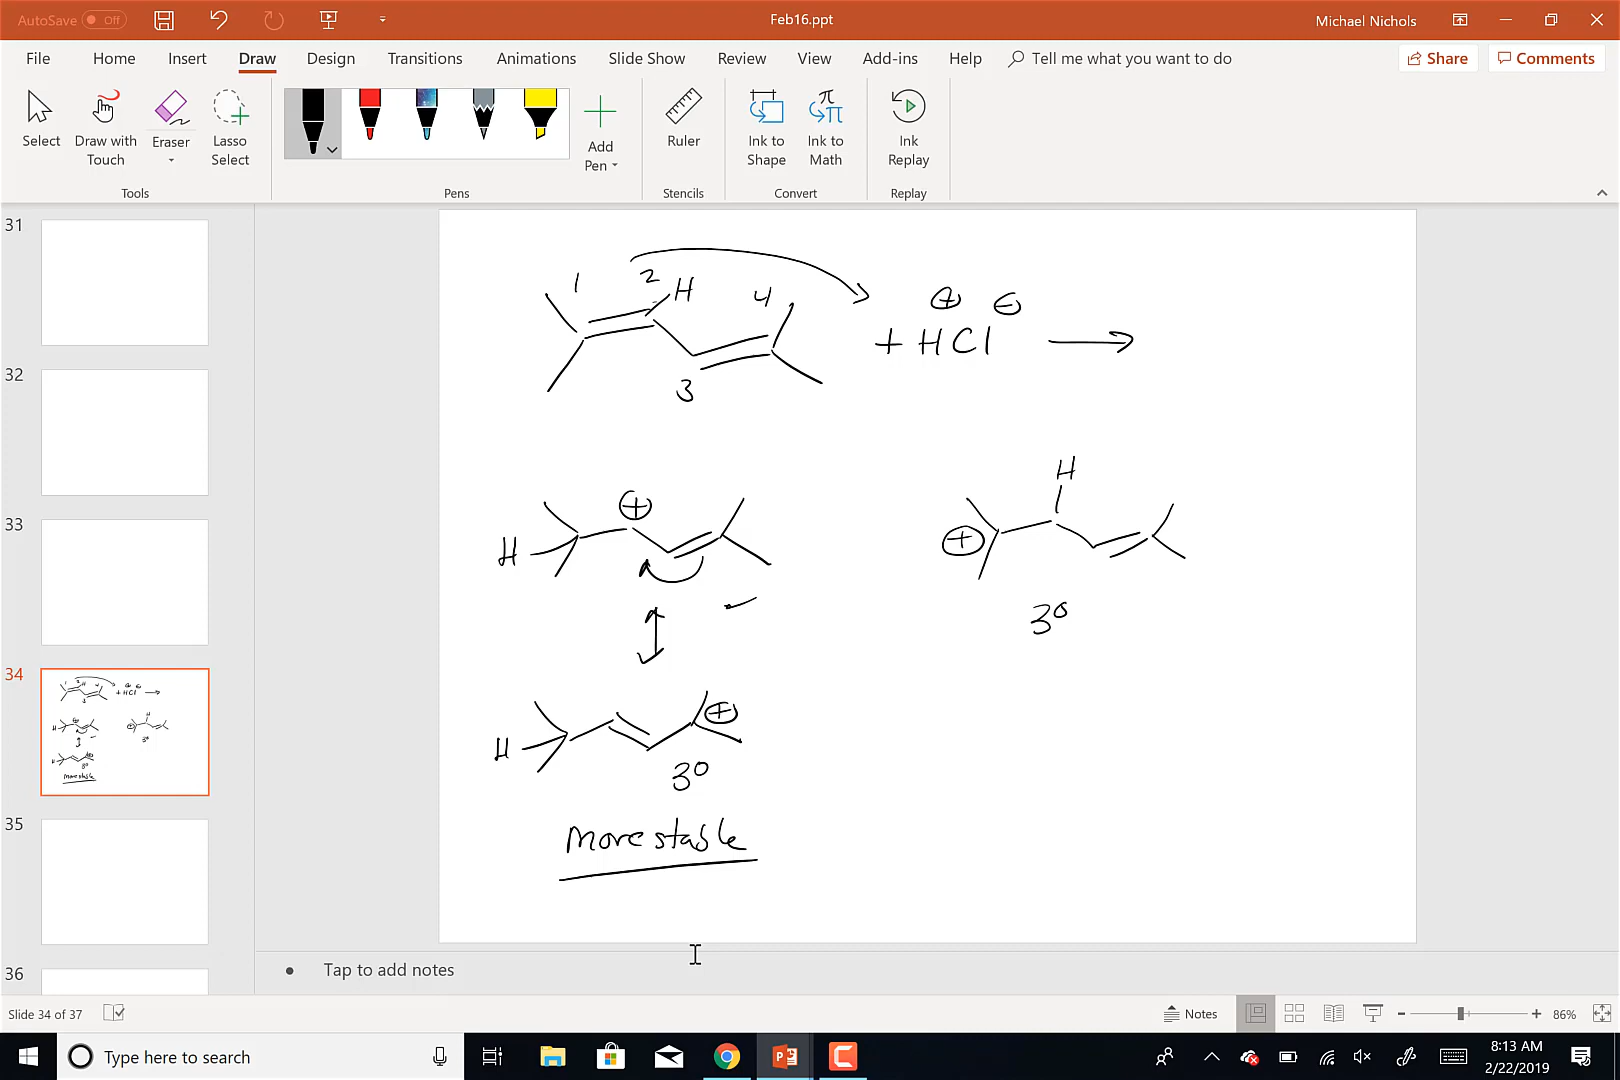 AutoSave Off
Feb16.ppt
Michael Nichols
File Home Insert Draw Design Transitions Animations Slide Show Review View Add-ins Help Tell me what you want to do Share Comments
Select
Draw with Touch
Eraser
Lasso Select
Add Pen
Ruler
Ink to Shape
Ink to Math
Ink Replay
Tools Pens Stencils Convert Replay
31
32
33
34
35
36
1 2 H 4
3
+ HCl
⊕ ⊖
H ⊕
H
⊕
3°
H ⊕
3°
More stable
Tap to add notes
Slide 34 of 37
Notes
86%
Type here to search
8:13 AM
2/22/2019